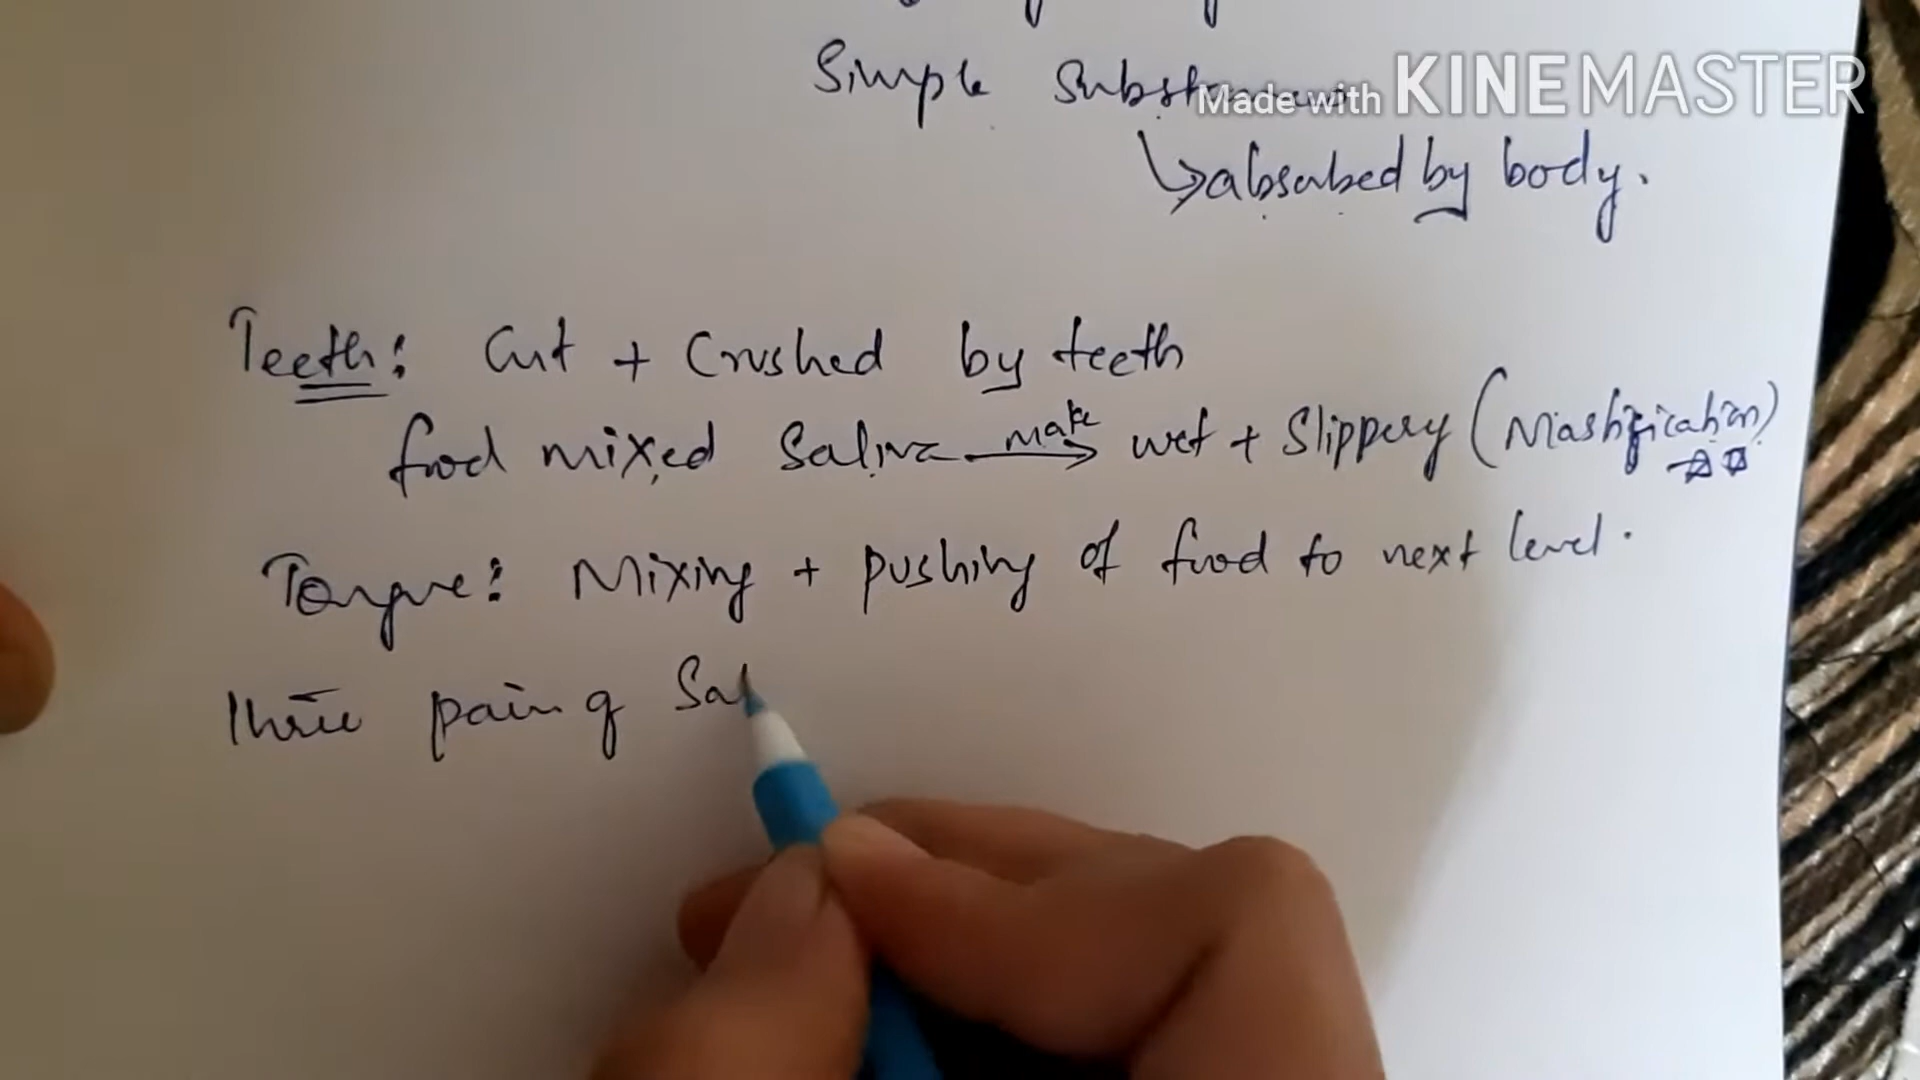 Simple Substances
Made with KINEMASTER
↳ absorbed by body.
Teeth: Cut + Crushed by teeth
food mixed Saliva make → wet + Slippery (Mastification)
Tongue: Mixing + pushing of food to next level.
three pair of Sal